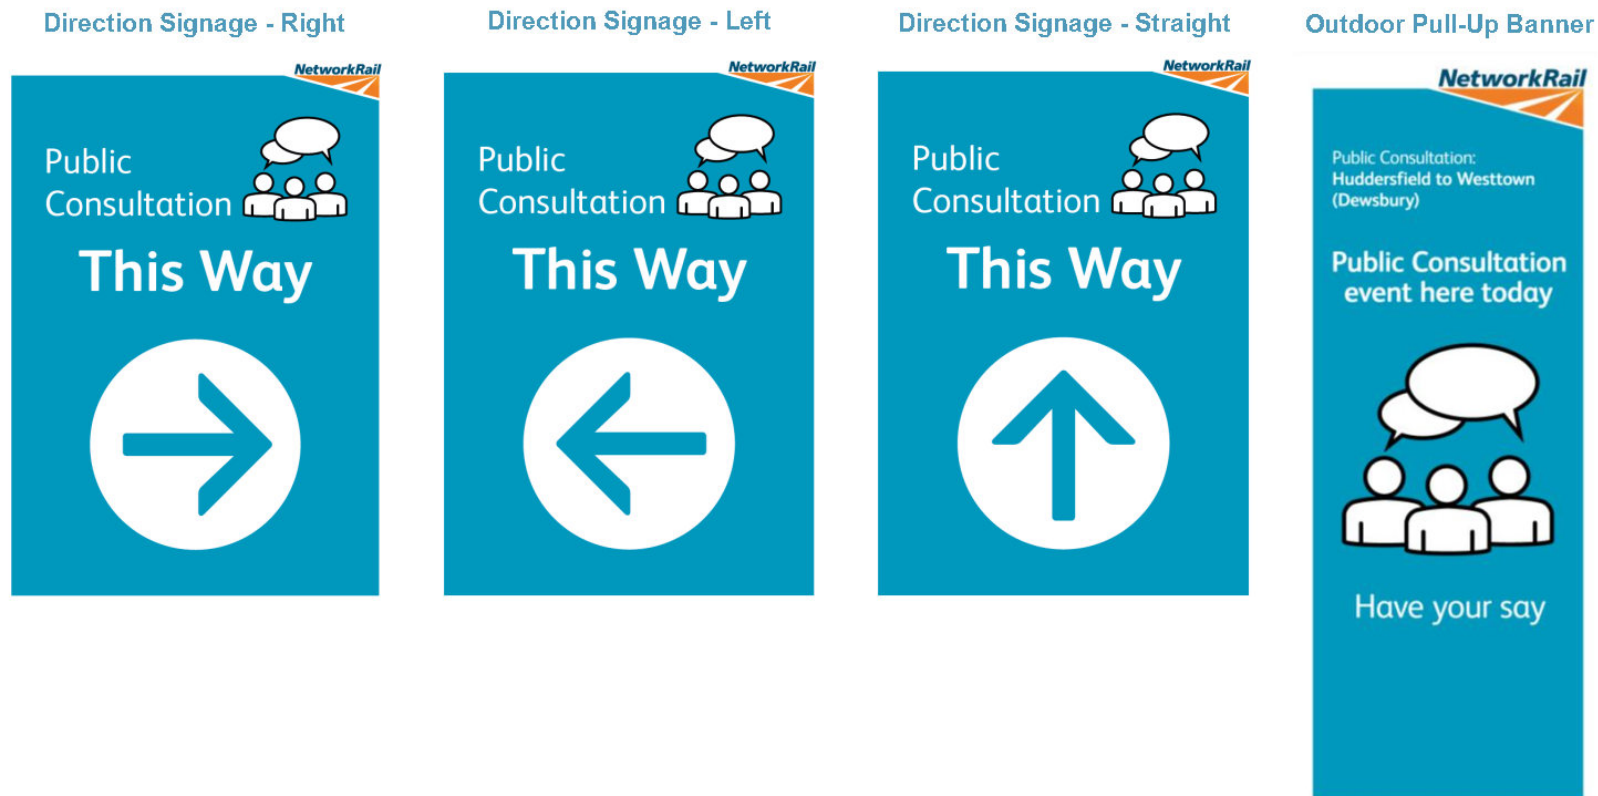 Direction Signage - Right
NetworkRail
Public
Consultation
This Way
Direction Signage - Left
NetworkRail
Public
Consultation
This Way
Direction Signage - Straight
NetworkRail
Public
Consultation
This Way
Outdoor Pull-Up Banner
NetworkRail
Public Consultation:
Huddersfield to Westtown
(Dewsbury)
Public Consultation
event here today
Have your say